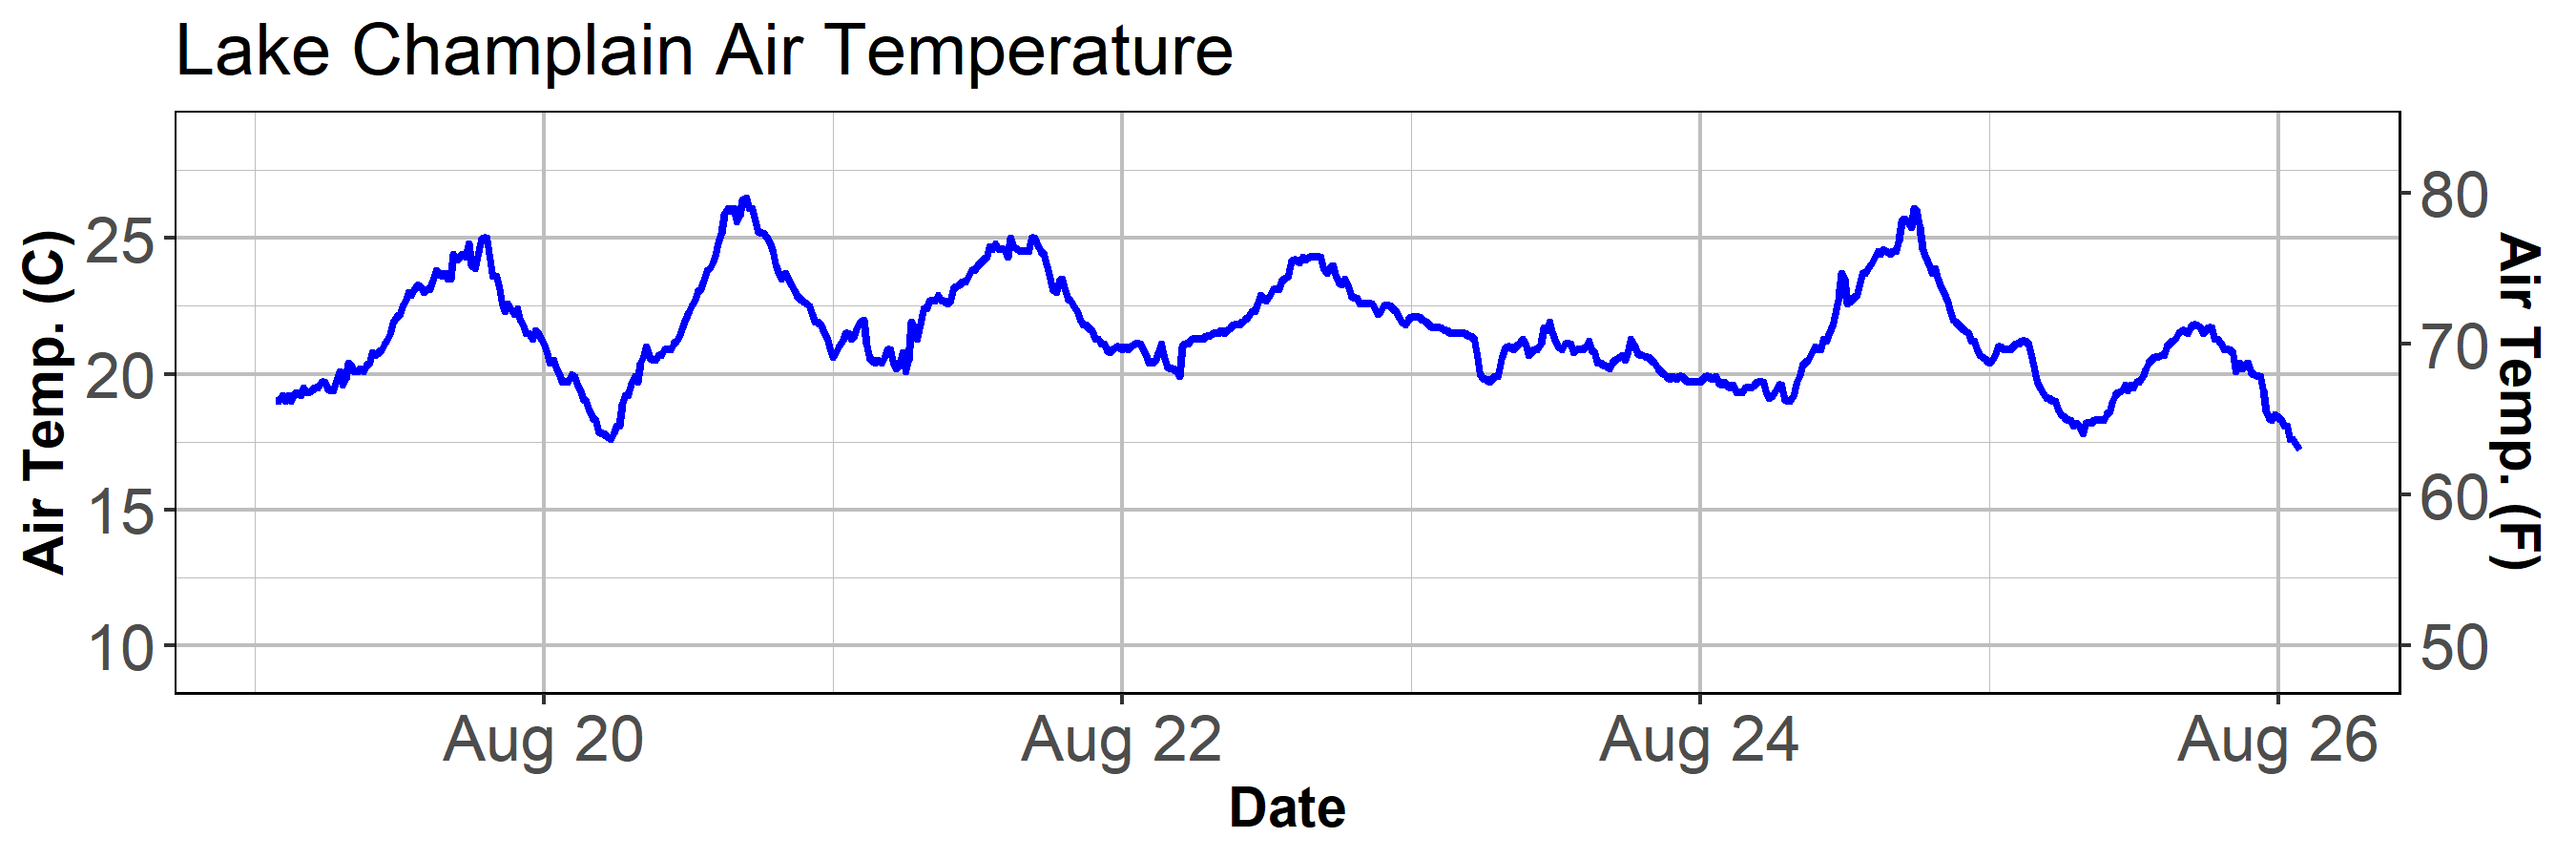 Lake Champlain Air Temperature
Air Temp. (C)
25
20
15
10
80
70
60
50
Air Temp. (F)
Aug 20
Aug 22
Aug 24
Aug 26
Date